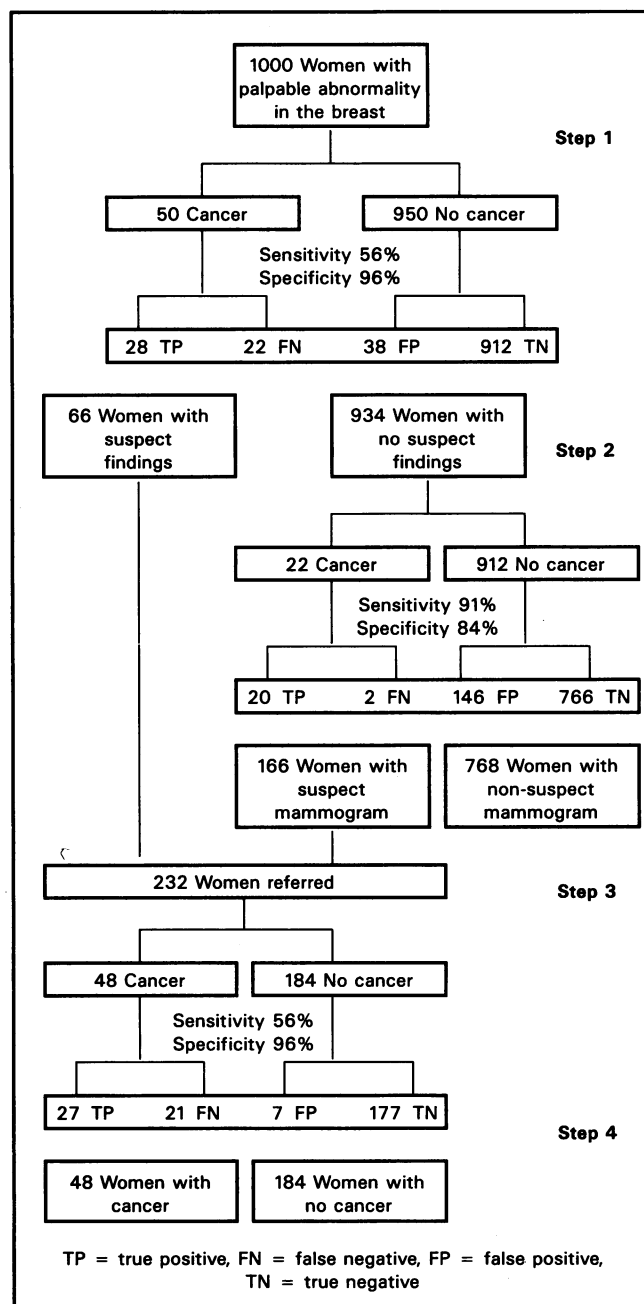 1000 Women with
palpable abnormality
in the breast
Step 1
50 Cancer
950 No cancer
Sensitivity 56%
Specificity 96%
28 TP 22 FN 38 FP 912 TN
66 Women with
suspect
findings
934 Women with
no suspect
findings
Step 2
22 Cancer
912 No cancer
Sensitivity 91%
Specificity 84%
20 TP 2 FN 146 FP 766 TN
166 Women with
suspect
mammogram
768 Women with
non-suspect
mammogram
232 Women referred
Step 3
48 Cancer
184 No cancer
Sensitivity 56%
Specificity 96%
27 TP 21 FN 7 FP 177 TN
Step 4
48 Women with
cancer
184 Women with
no cancer
TP = true positive, FN = false negative, FP = false positive,
TN = true negative